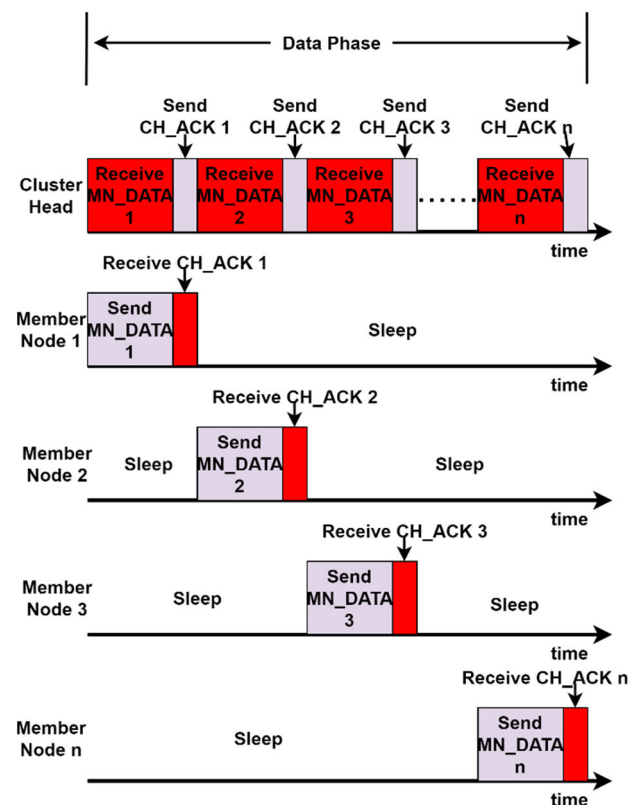 Data Phase
Send
CH_ACK 1
Send
CH_ACK 2
Send
CH_ACK 3
Send
CH_ACK n
Cluster
Head
Receive
MN_DATA
1
Receive
MN_DATA
2
Receive
MN_DATA
3
Receive
MN_DATA
n
time
Receive CH_ACK 1
Member
Node 1
Send
MN_DATA
1
Sleep
time
Receive CH_ACK 2
Member
Node 2
Sleep
Send
MN_DATA
2
Sleep
time
Receive CH_ACK 3
Member
Node 3
Sleep
Send
MN_DATA
3
Sleep
time
Receive CH_ACK n
Member
Node n
Sleep
Send
MN_DATA
n
time